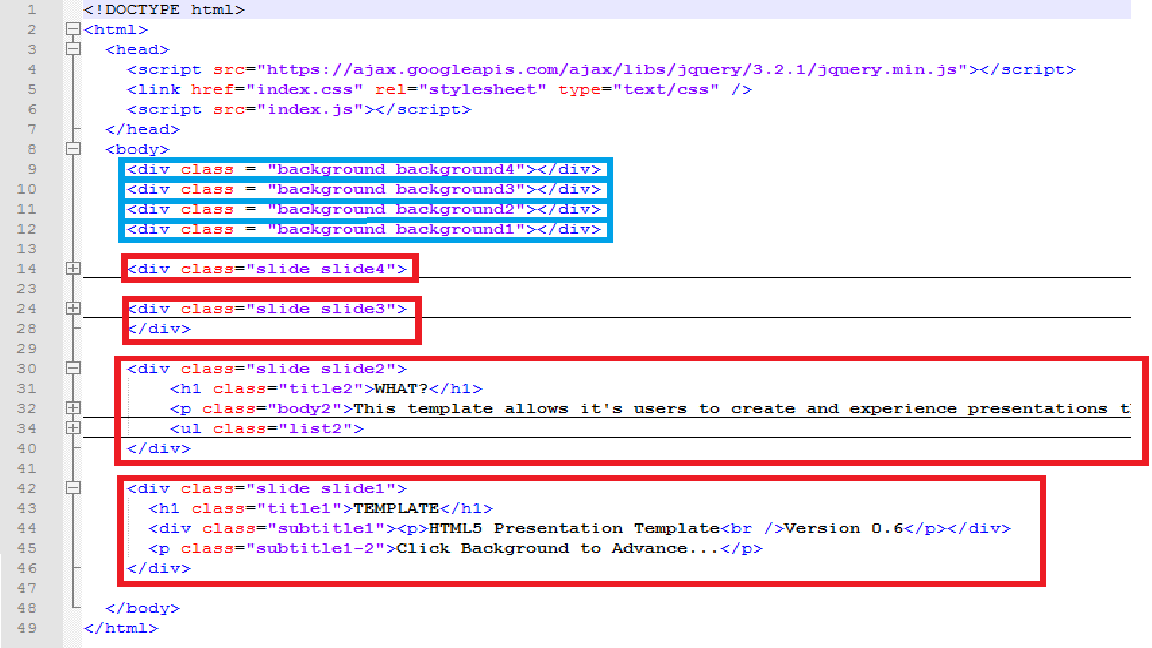 1 <!DOCTYPE html>
2 <html>
3 <head>
4 <script src="https://ajax.googleapis.com/ajax/libs/jquery/3.2.1/jquery.min.js"></script>
5 <link href="index.css" rel="stylesheet" type="text/css" />
6 <script src="index.js"></script>
7 </head>
8 <body>
9 <div class = "background background4"></div>
10 <div class = "background background3"></div>
11 <div class = "background background2"></div>
12 <div class = "background background1"></div>
13
14 <div class="slide slide4">
23
24 <div class="slide slide3">
28 </div>
29
30 <div class="slide slide2">
31 <h1 class="title2">WHAT?</h1>
32 <p class="body2">This template allows it's users to create and experience presentations
34 <ul class="list2">
40 </div>
41
42 <div class="slide slide1">
43 <h1 class="title1">TEMPLATE</h1>
44 <div class="subtitle1"><p>HTML5 Presentation Template<br />Version 0.6</p></div>
45 <p class="subtitle1-2">Click Background to Advance...</p>
46 </div>
47
48 </body>
49 </html>